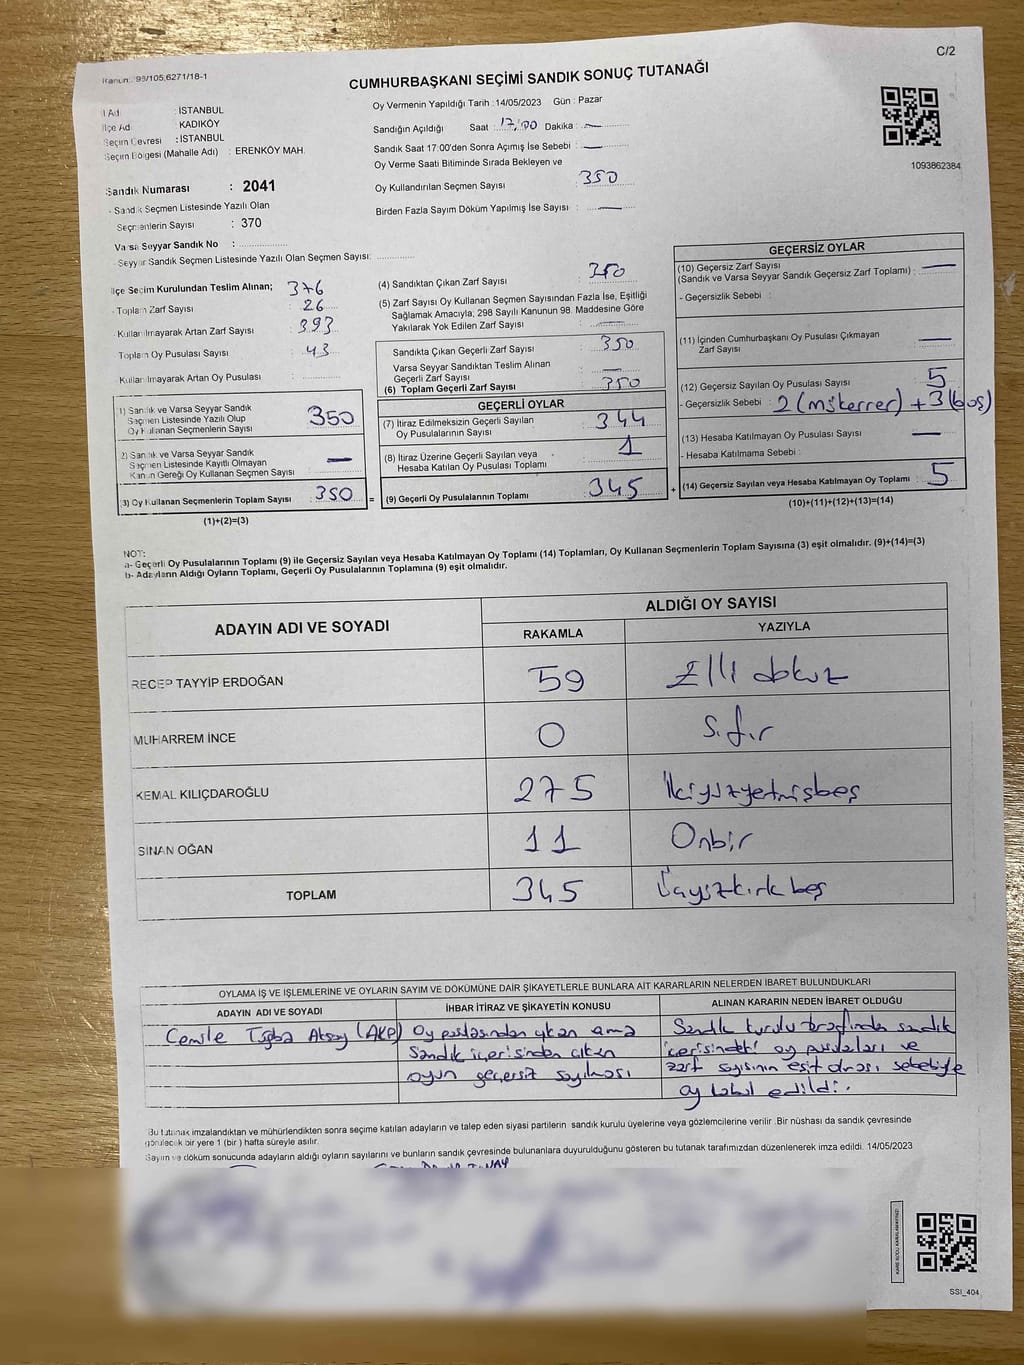 Kanun: 98/105,6271/18-1
C/2
CUMHURBAŞKANI SEÇİMİ SANDIK SONUÇ TUTANAĞI
İl Adı : İSTANBUL
İlçe Adı : KADIKÖY
Seçim Çevresi : İSTANBUL
Seçim Bölgesi (Mahalle Adı) : ERENKÖY MAH.
Sandık Numarası : 2041
- Sandık Seçmen Listesinde Yazılı Olan
Seçmenlerin Sayısı : 370
Varsa Seyyar Sandık No :
- Seyyar Sandık Seçmen Listesinde Yazılı Olan Seçmen Sayısı:
Oy Vermenin Yapıldığı Tarih : 14/05/2023 Gün : Pazar
Sandığın Açıldığı Saat : 17,00 Dakika : —
Sandık Saat 17:00'den Sonra Açımış İse Sebebi : —
Oy Verme Saati Bitiminde Sırada Bekleyen ve
Oy Kullandırılan Seçmen Sayısı 350
Birden Fazla Sayım Döküm Yapılmış İse Sayısı : —
1093862384
İlçe Seçim Kurulundan Teslim Alınan; 376
- Toplam Zarf Sayısı : 26
- Kullanılmayarak Artan Zarf Sayısı : 393
Toplam Oy Pusulası Sayısı : 43
Kullanılmayarak Artan Oy Pusulası :
1) Sandık ve Varsa Seyyar Sandık
Seçmen Listesinde Yazılı Olup
Oy Kullanan Seçmenlerin Sayısı 350
2) Sandık ve Varsa Seyyar Sandık
Seçmen Listesinde Kayıtlı Olmayan
Kanun Gereği Oy Kullanan Seçmen Sayısı —
3) Oy Kullanan Seçmenlerin Toplam Sayısı 350 =
(1)+(2)=(3)
(4) Sandıktan Çıkan Zarf Sayısı : 350
(5) Zarf Sayısı Oy Kullanan Seçmen Sayısından Fazla İse, Eşitliği
Sağlamak Amacıyla; 298 Sayılı Kanunun 98. Maddesine Göre
Yakılarak Yok Edilen Zarf Sayısı : —
Sandıkta Çıkan Geçerli Zarf Sayısı : 350
Varsa Seyyar Sandıktan Teslim Alınan
Geçerli Zarf Sayısı : —
(6) Toplam Geçerli Zarf Sayısı : 350
GEÇERLİ OYLAR
(7) İtiraz Edilmeksizin Geçerli Sayılan
Oy Pusulalarının Sayısı : 344
(8) İtiraz Üzerine Geçerli Sayılan veya
Hesaba Katılan Oy Pusulası Toplamı : 1
(9) Geçerli Oy Pusulalarının Toplamı : 345 +
GEÇERSİZ OYLAR
(10) Geçersiz Zarf Sayısı
(Sandık ve Varsa Seyyar Sandık Geçersiz Zarf Toplamı) : —
- Geçersizlik Sebebi :
(11) İçinden Cumhurbaşkanı Oy Pusulası Çıkmayan
Zarf Sayısı : —
(12) Geçersiz Sayılan Oy Pusulası Sayısı : 5
- Geçersizlik Sebebi : 2 (mükerrer) + 3 (boş)
(13) Hesaba Katılmayan Oy Pusulası Sayısı : —
- Hesaba Katılmama Sebebi :
(14) Geçersiz Sayılan veya Hesaba Katılmayan Oy Toplamı : 5
(10)+(11)+(12)+(13)=(14)
NOT:
a- Geçerli Oy Pusulalarının Toplamı (9) ile Geçersiz Sayılan veya Hesaba Katılmayan Oy Toplamı (14) Toplamları, Oy Kullanan Seçmenlerin Toplam Sayısına (3) eşit olmalıdır. (9)+(14)=(3)
b- Adayların Aldığı Oyların Toplamı, Geçerli Oy Pusulalarının Toplamına (9) eşit olmalıdır.
ADAYIN ADI VE SOYADI
ALDIĞI OY SAYISI
RAKAMLA YAZIYLA
RECEP TAYYİP ERDOĞAN 59 Elli dokuz
MUHARREM İNCE 0 Sıfır
KEMAL KILIÇDAROĞLU 275 İkiyüzyetmişbeş
SİNAN OĞAN 11 Onbir
TOPLAM 345 Üçyüzkırkbeş
OYLAMA İŞ VE İŞLEMLERİNE VE OYLARIN SAYIM VE DÖKÜMÜNE DAİR ŞİKAYETLERLE BUNLARA AİT KARARLARIN NELERDEN İBARET BULUNDUKLARI
ADAYIN ADI VE SOYADI İHBAR İTİRAZ VE ŞİKAYETİN KONUSU ALINAN KARARIN NEDEN İBARET OLDUĞU
Cemile Tuğba Aksoy (AKP) Oy pusulasından çıkan ama Sandık kurulu tarafından sandık
Sandık içerisinden çıkan içerisindeki oy pusulaları ve
oyun geçersiz sayılması zarf sayısının eşit olması sebebiyle
oy kabul edildi.
Bu tutanak imzalandıktan ve mühürlendikten sonra seçime katılan adayların ve talep eden siyasi partilerin sandık kurulu üyelerine veya gözlemcilerine verilir. Bir nüshası da sandık çevresinde
görülecek bir yere 1 (bir) hafta süreyle asılır.
Sayım ve döküm sonucunda adayların aldığı oyların sayılarını ve bunların sandık çevresinde bulunanlara duyurulduğunu gösteren bu tutanak tarafımızdan düzenlenerek imza edildi. 14/05/2023
SSI_404